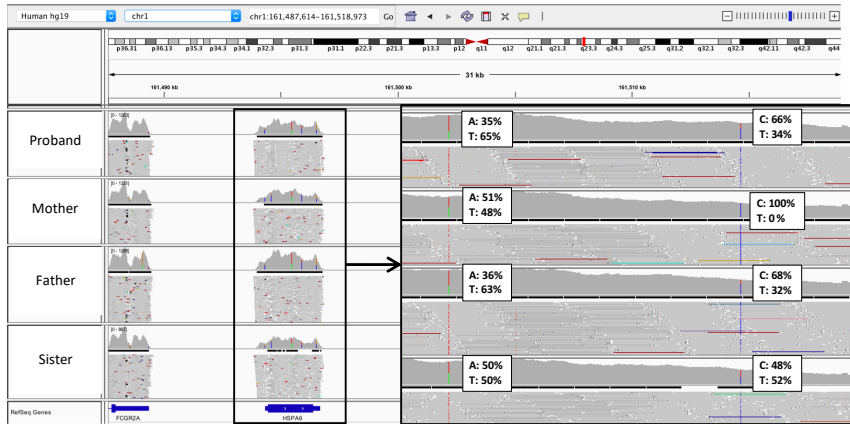 Human hg19 chr1 chr1:161,487,614-161,518,973 Go
p36.31 p36.13 p35.3 p34.3 p34.1 p32.3 p31.3 p31.1 p22.3 p21.3 p13.3 p12 q11 q12 q21.1 q21.3 q23.3 q24.3 q25.3 q31.2 q32.1 q32.3 q42.11 q42.3 q44
31 kb
161,490 kb 161,500 kb 161,510 kb
Proband
A: 35%
T: 65%
C: 66%
T: 34%
Mother
A: 51%
T: 48%
C: 100%
T: 0%
Father
A: 36%
T: 63%
C: 68%
T: 32%
Sister
A: 50%
T: 50%
C: 48%
T: 52%
RefSeq Genes
FCGR2A HSPA6